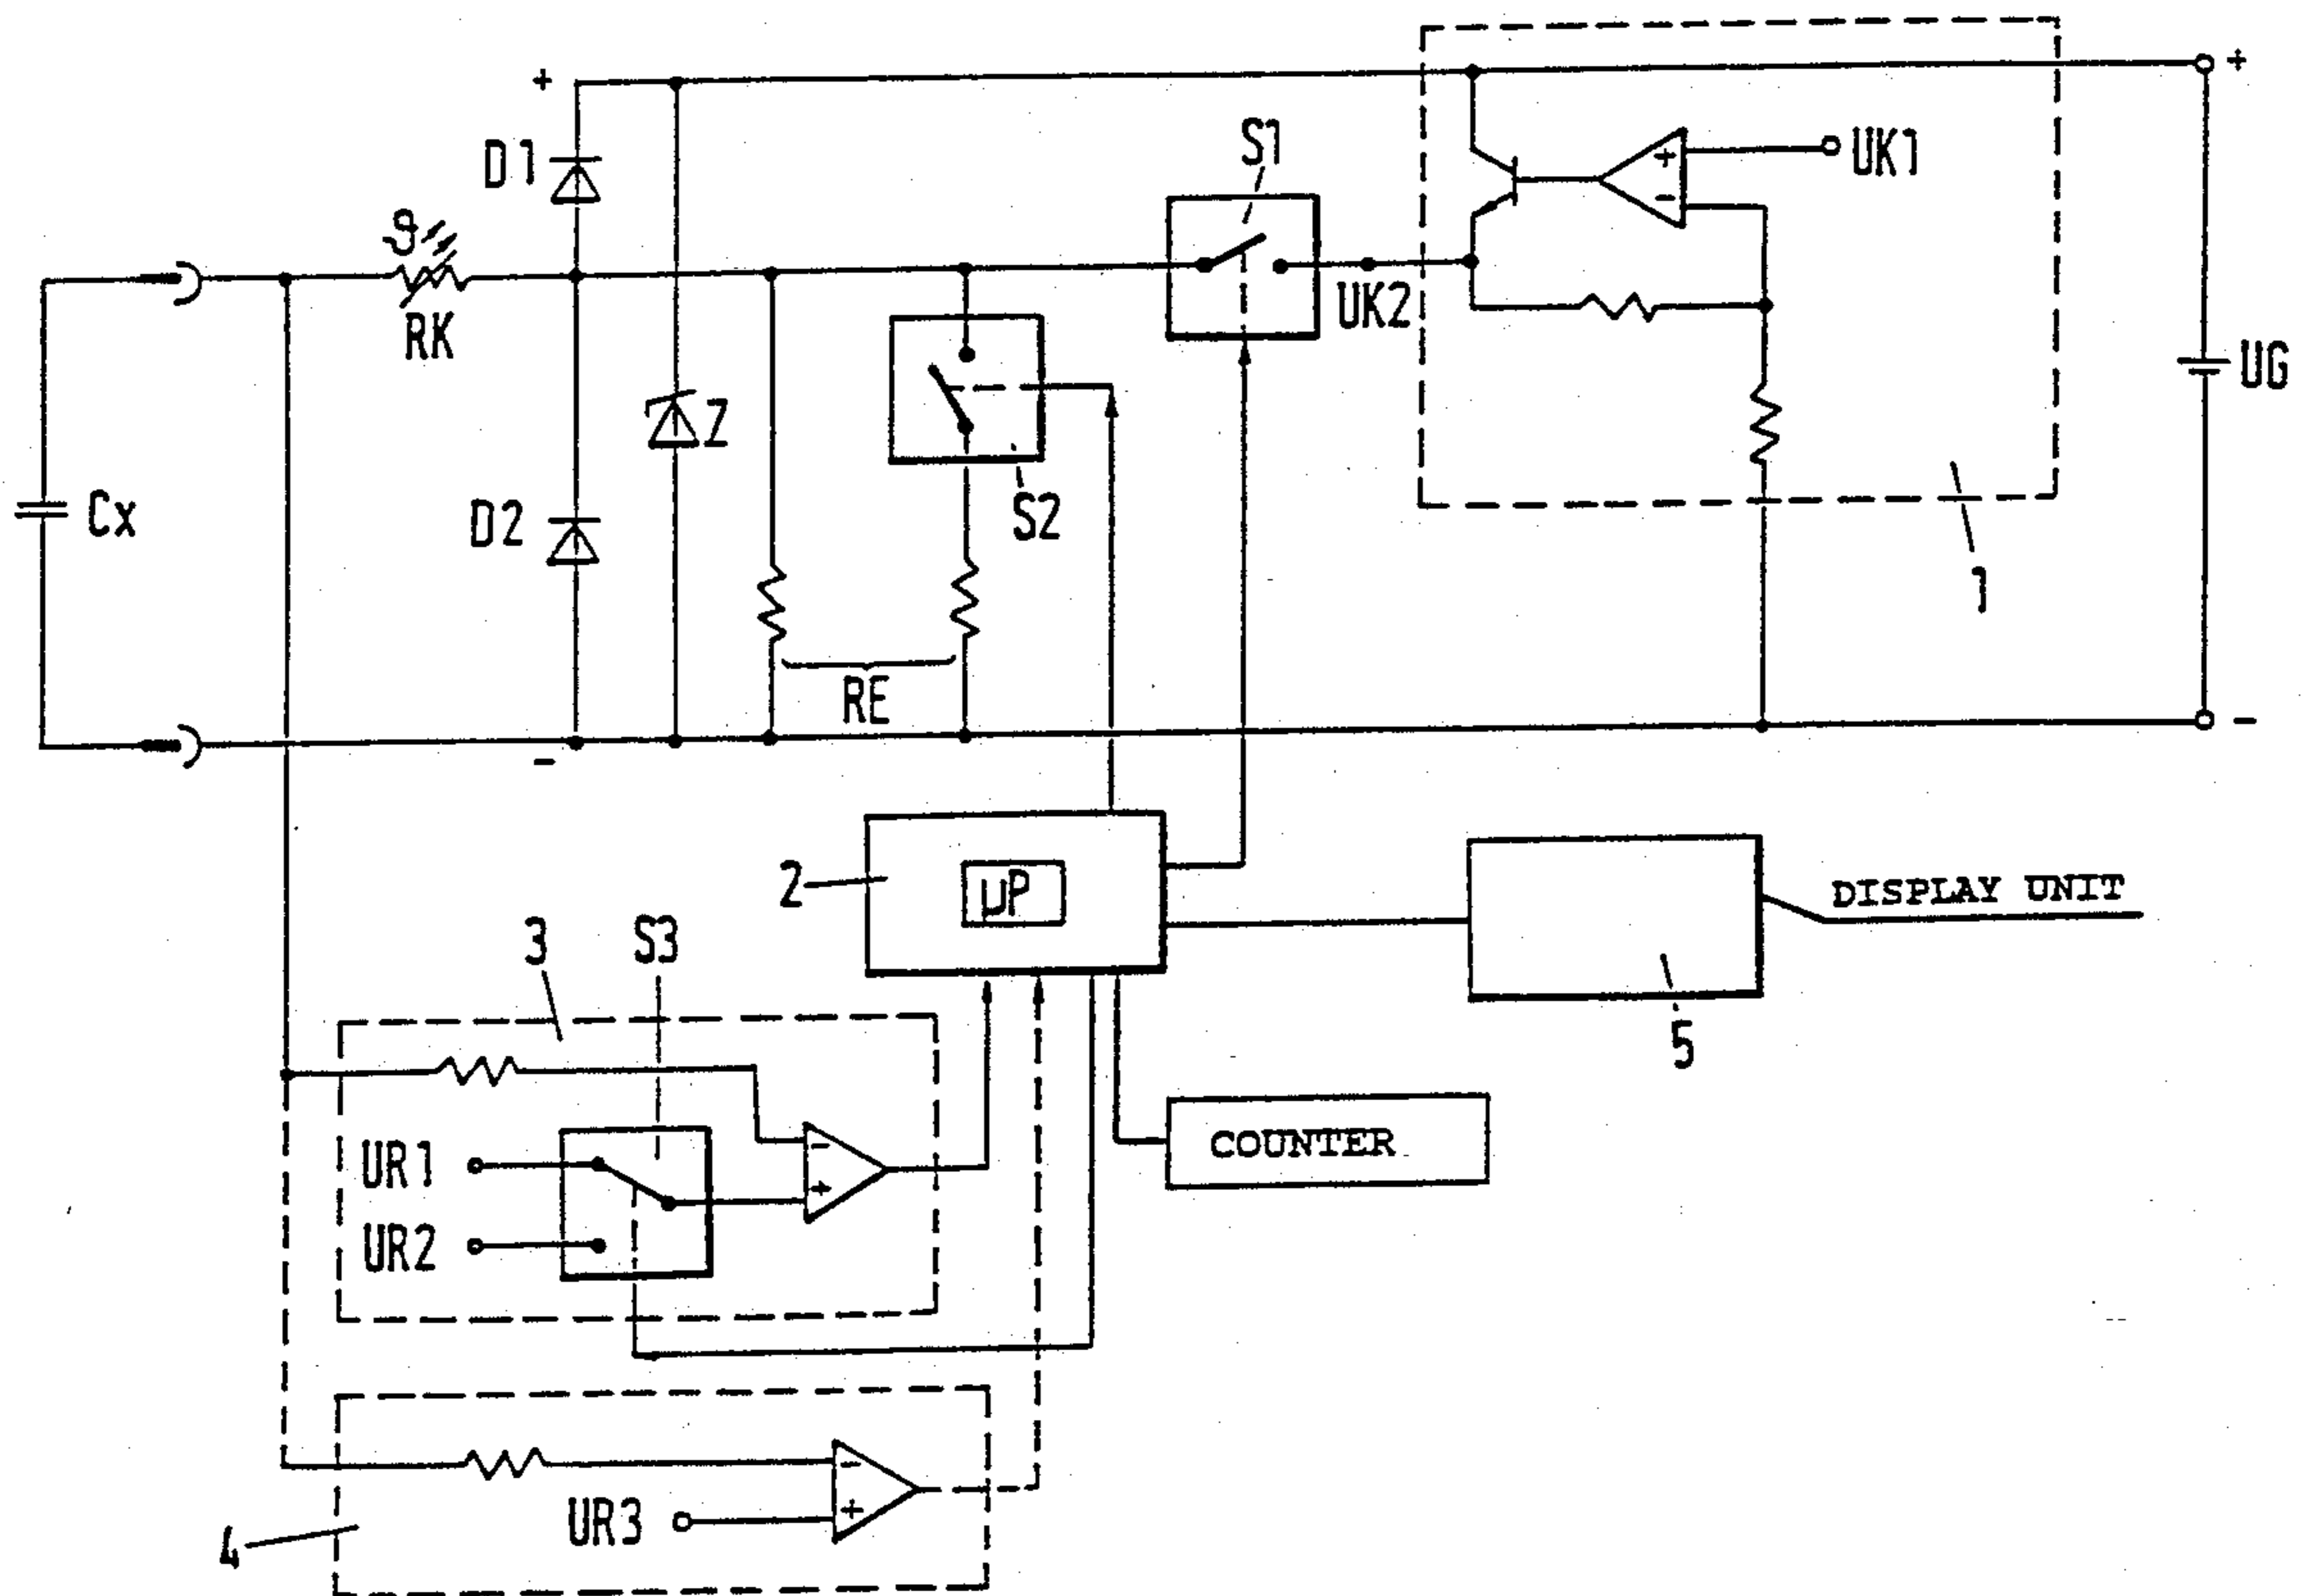 +
+
D1
S1
+
UK1
-
ϑ
RK
UK2
UG
Z
Cx
D2
S2
1
RE
-
-
2
µP
DISPLAY UNIT
3
S3
5
UR1
-
COUNTER
+
UR2
-
UR3
+
4